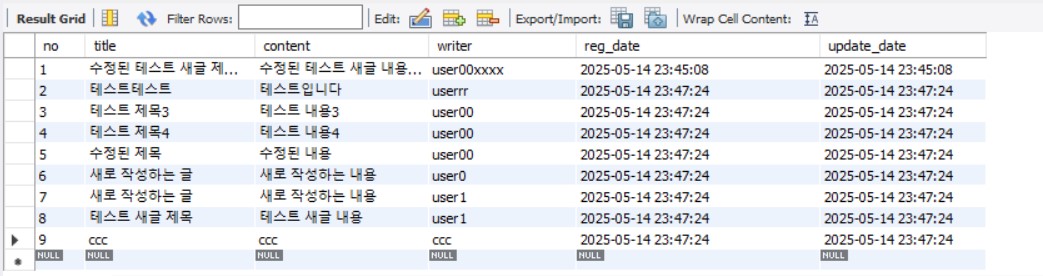 Result Grid Filter Rows: Edit: Export/Import: Wrap Cell Content: IA
no title content writer reg_date update_date
1 수정된 테스트 새글 제... 수정된 테스트 새글 내용... user00xxxx 2025-05-14 23:45:08 2025-05-14 23:45:08
2 테스트테스트 테스트입니다 userrr 2025-05-14 23:47:24 2025-05-14 23:47:24
3 테스트 제목3 테스트 내용3 user00 2025-05-14 23:47:24 2025-05-14 23:47:24
4 테스트 제목4 테스트 내용4 user00 2025-05-14 23:47:24 2025-05-14 23:47:24
5 수정된 제목 수정된 내용 user00 2025-05-14 23:47:24 2025-05-14 23:47:24
6 새로 작성하는 글 새로 작성하는 내용 user0 2025-05-14 23:47:24 2025-05-14 23:47:24
7 새로 작성하는 글 새로 작성하는 내용 user1 2025-05-14 23:47:24 2025-05-14 23:47:24
8 테스트 새글 제목 테스트 새글 내용 user1 2025-05-14 23:47:24 2025-05-14 23:47:24
9 ccc ccc ccc 2025-05-14 23:47:24 2025-05-14 23:47:24
NULL NULL NULL NULL NULL NULL